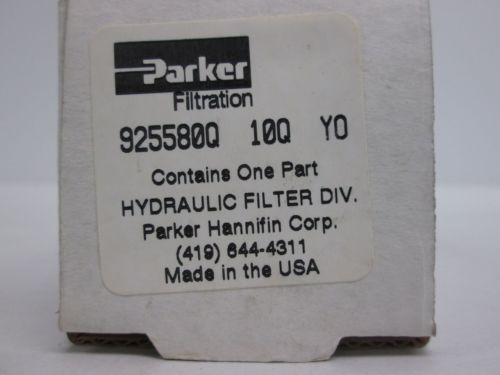 Parker
Filtration
925580Q 10Q YO
Contains One Part
HYDRAULIC FILTER DIV.
Parker Hannifin Corp.
(419) 644-4311
Made in the USA